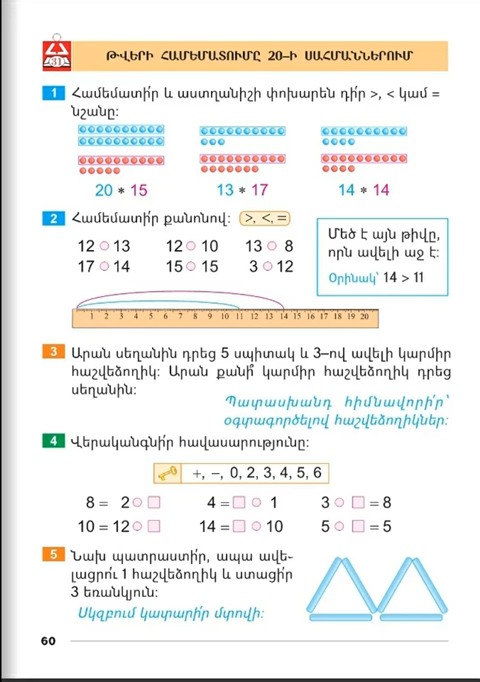 31
ԹՎԵՐԻ ՀԱՄԵՄԱՏՈՒՄԸ 20–Ի ՍԱՀՄԱՆՆԵՐՈՒՄ
1 Համեմատի՛ր և աստղանիշի փոխարեն դի՛ր >, < կամ =
նշանը:
20 * 15 13 * 17 14 * 14
2 Համեմատի՛ր քանոնով: >, <, =
12 ○ 13 12 ○ 10 13 ○ 8
17 ○ 14 15 ○ 15 3 ○ 12
Մեծ է այն թիվը,
որն ավելի աջ է:
Օրինակ՝ 14 > 11
1 2 3 4 5 6 7 8 9 10 11 12 13 14 15 16 17 18 19 20
3 Արան սեղանին դրեց 5 սպիտակ և 3–ով ավելի կարմիր
հաշվեձողիկ: Արան քանի՞ կարմիր հաշվեձողիկ դրեց
սեղանին:
Պատասխանդ հիմնավորի՛ր՝
օգտագործելով հաշվեձողիկներ:
4 Վերականգնի՛ր հավասարությունը:
+, –, 0, 2, 3, 4, 5, 6
8 = 2 ○ □ 4 = □ ○ 1 3 ○ □ = 8
10 = 12 ○ □ 14 = □ ○ 10 5 ○ □ = 5
5 Նախ պատրաստի՛ր, ապա ավե-
լացրու՛ 1 հաշվեձողիկ և ստացի՛ր
3 եռանկյուն:
Սկզբում կատարի՛ր մտովի:
60